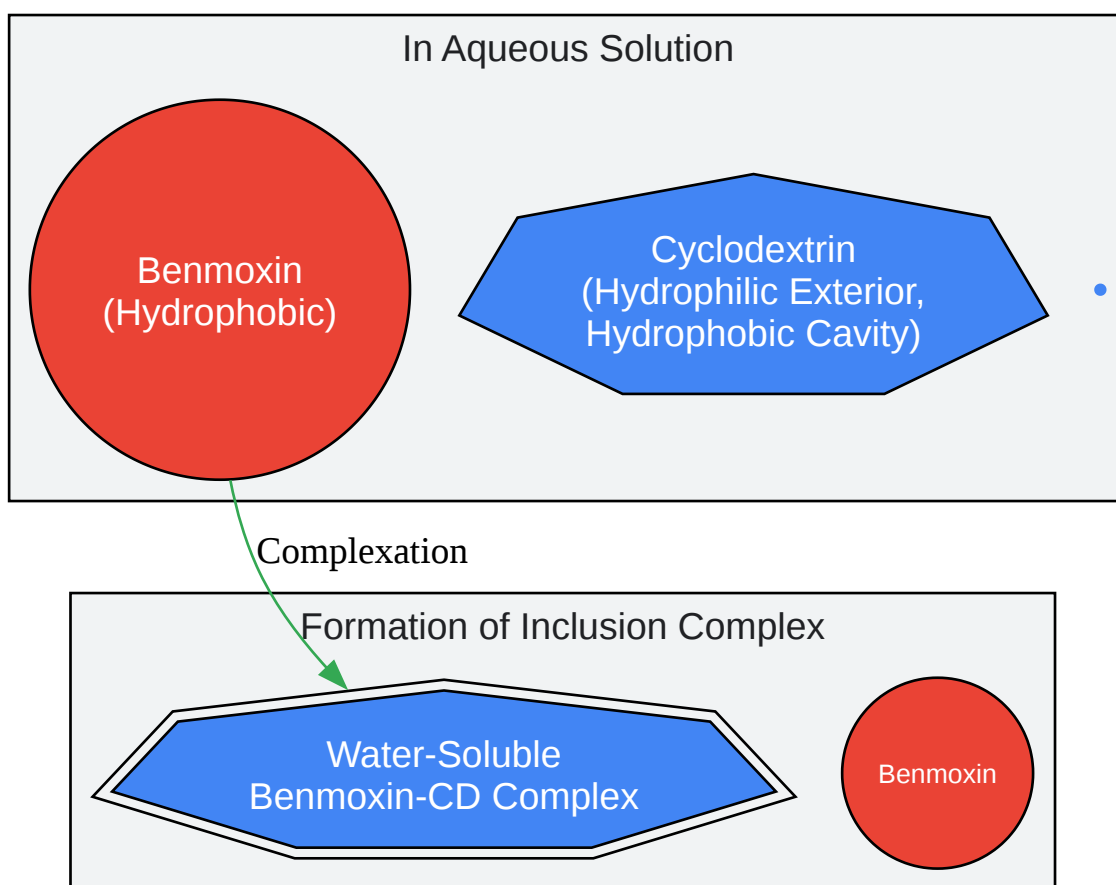 In Aqueous Solution
Benmoxin
(Hydrophobic)
Cyclodextrin
(Hydrophilic Exterior,
Hydrophobic Cavity)
Complexation
Formation of Inclusion Complex
Water-Soluble
Benmoxin-CD Complex
Benmoxin